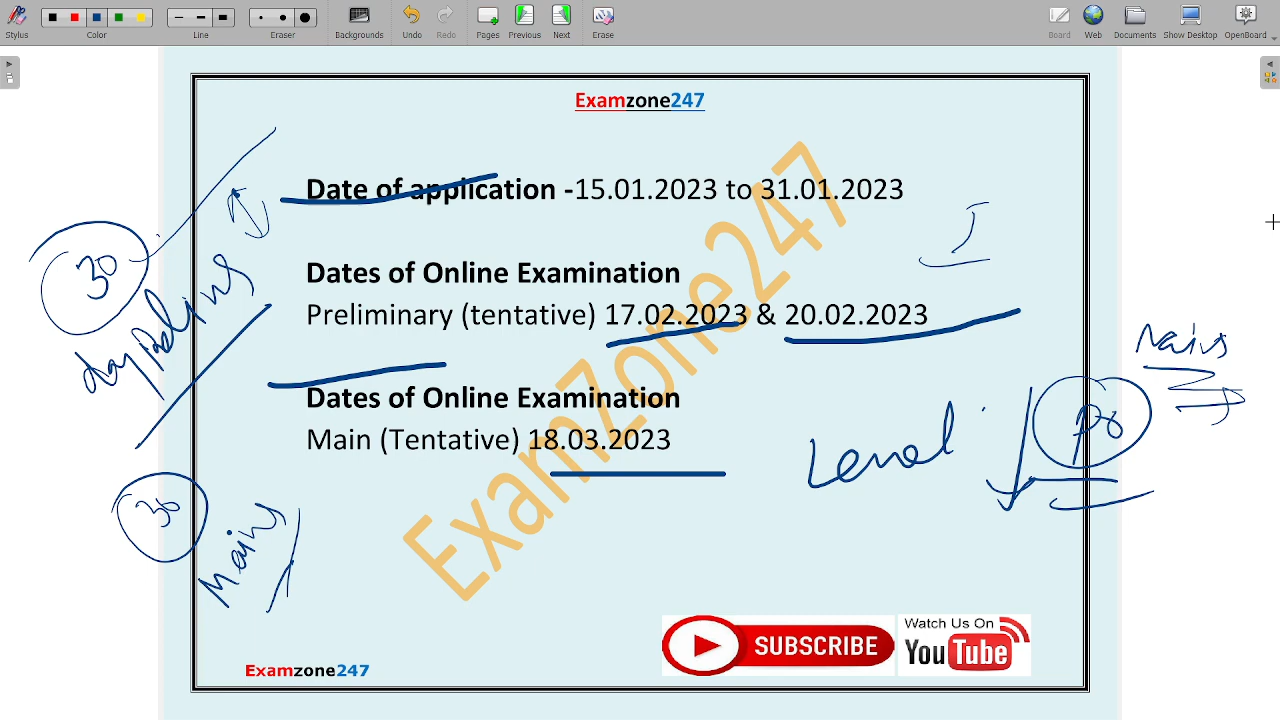 Stylus
Color
Line
Eraser
Backgrounds
Undo
Redo
Pages
Previous
Next
Erase
Board
Web
Documents
Show Desktop
OpenBoard
Examzone247
Date of application -15.01.2023 to 31.01.2023
Dates of Online Examination
Preliminary (tentative) 17.02.2023 & 20.02.2023
Dates of Online Examination
Main (Tentative) 18.03.2023
ExamZone247
30
30
Mains
Level
Mains
SUBSCRIBE
Watch Us On
YouTube
Examzone247